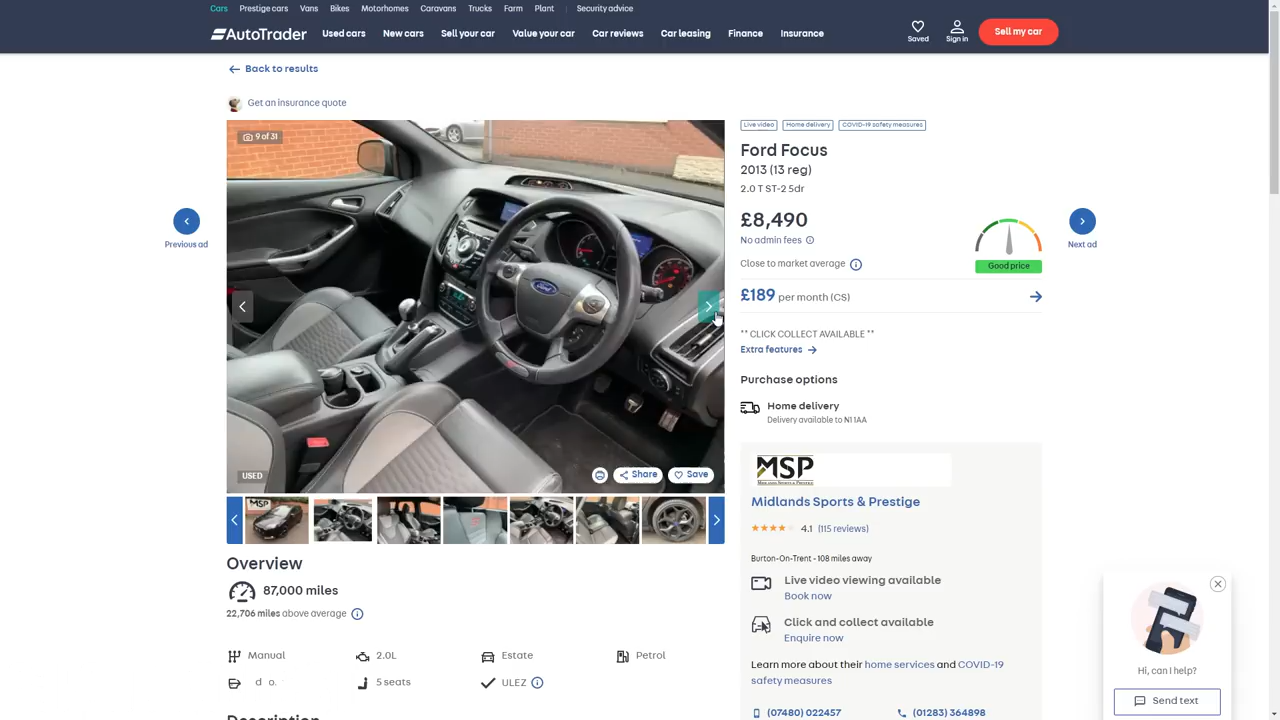 Cars Prestige cars Vans Bikes Motorhomes Caravans Trucks Farm Plant Security advice
AutoTrader Used cars New cars Sell your car Value your car Car reviews Car leasing Finance Insurance Saved Sign in Sell my car
Back to results
Get an insurance quote
9 of 31
Live video Home delivery COVID-19 safety measures
Ford Focus
2013 (13 reg)
2.0 T ST-2 5dr
£8,490
No admin fees
Close to market average
Good price
£189 per month (CS)
Previous ad
Next ad
** CLICK COLLECT AVAILABLE **
Extra features
Purchase options
Home delivery
Delivery available to N1 1AA
Ford
USED
Share
Save
MSP
MSP
MIDLANDS SPORTS & PRESTIGE
Midlands Sports & Prestige
4.1 (115 reviews)
Burton-On-Trent - 108 miles away
Live video viewing available
Book now
Click and collect available
Enquire now
Learn more about their home services and COVID-19
safety measures
(07480) 022457 (01283) 364898
Overview
87,000 miles
22,706 miles above average
Manual 2.0L Estate Petrol
5 seats ULEZ
Description
Hi, can I help?
Send text